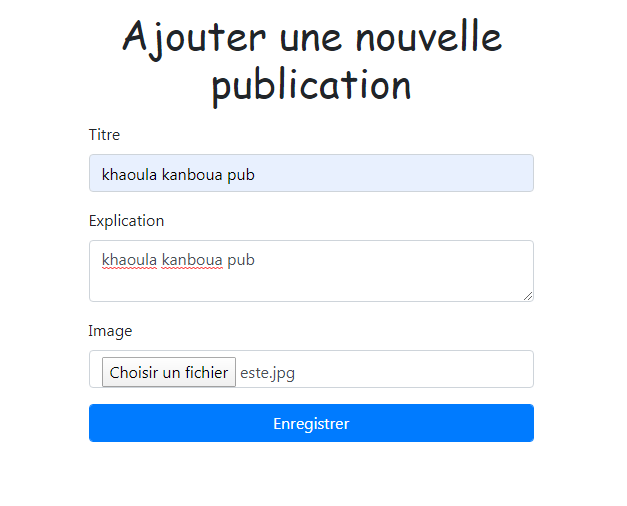 Ajouter une nouvelle
publication
Titre
khaoula kanboua pub
Explication
khaoula kanboua pub
Image
Choisir un fichier este.jpg
Enregistrer